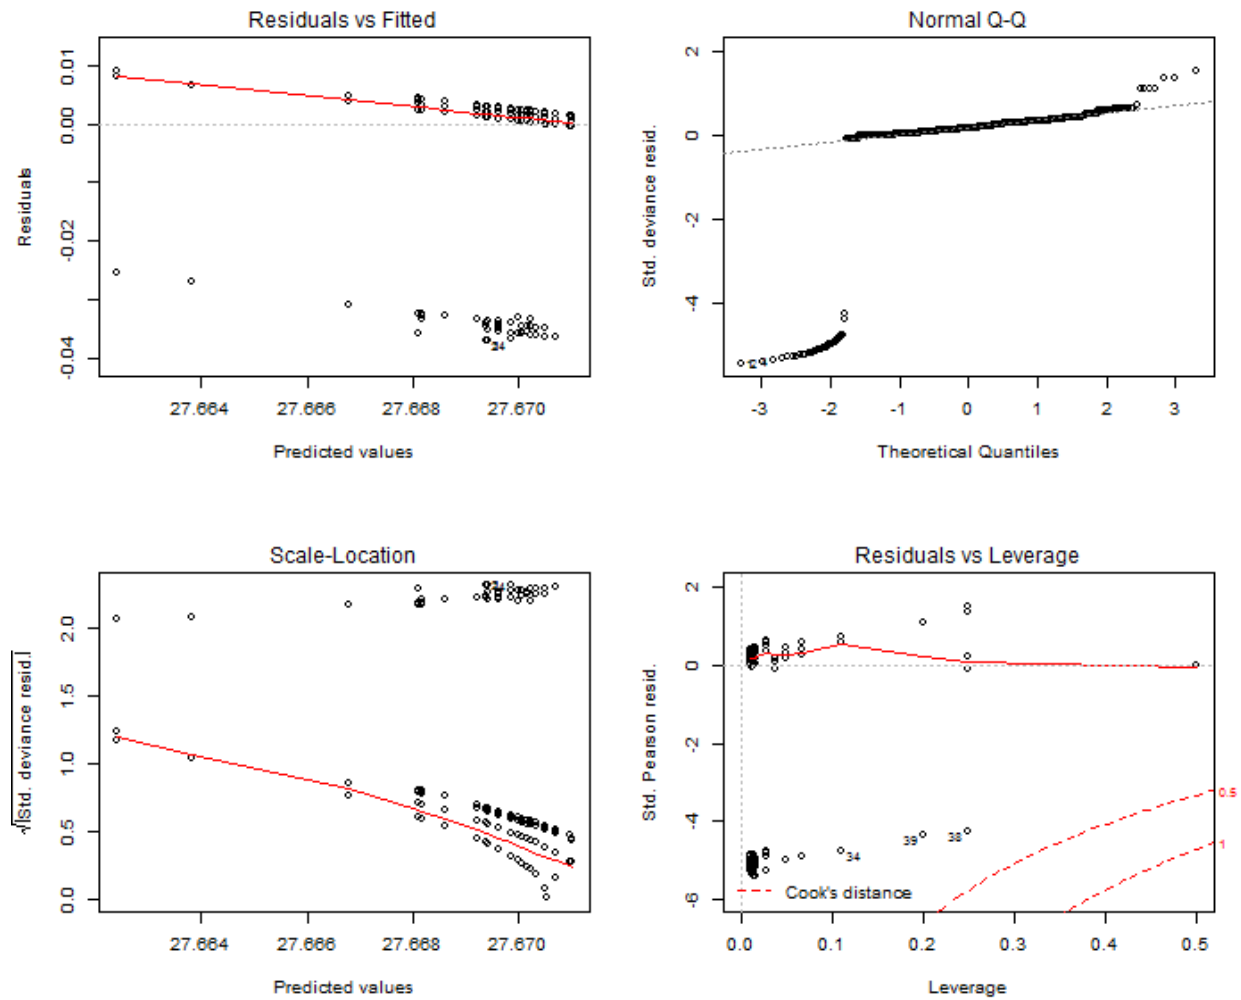 Residuals vs Fitted
Residuals
0.01
0.00
-0.02
-0.04
27.664 27.666 27.668 27.670
Predicted values
Normal Q-Q
Std. deviance resid.
2
0
-2
-4
-3 -2 -1 0 1 2 3
Theoretical Quantiles
Scale-Location
√|Std. deviance resid.|
2.0
1.5
1.0
0.5
0.0
27.664 27.666 27.668 27.670
Predicted values
Residuals vs Leverage
Std. Pearson resid.
2
0
-2
-4
-6
34
39
38
0.5
1
Cook's distance
0.0 0.1 0.2 0.3 0.4 0.5
Leverage